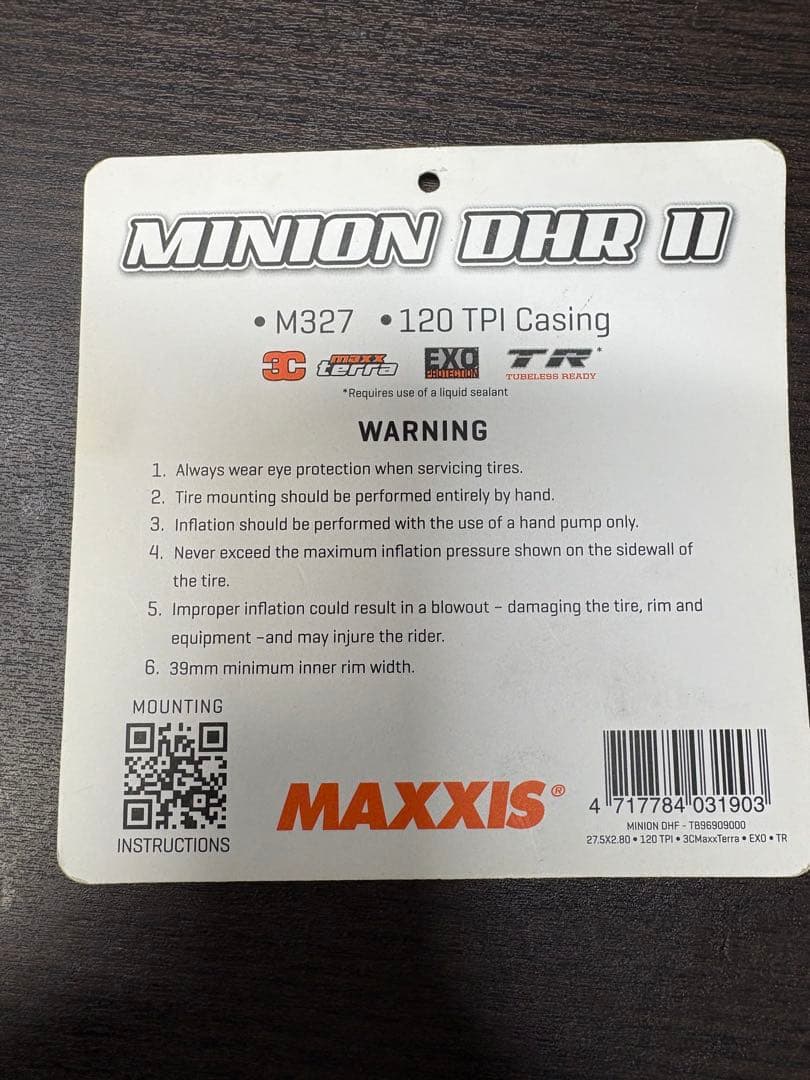 MINION DHR II
• M327 • 120 TPI Casing
3C maxx terra EXO PROTECTION TR* TUBELESS READY
*Requires use of a liquid sealant
WARNING
1. Always wear eye protection when servicing tires.
2. Tire mounting should be performed entirely by hand.
3. Inflation should be performed with the use of a hand pump only.
4. Never exceed the maximum inflation pressure shown on the sidewall of
the tire.
5. Improper inflation could result in a blowout – damaging the tire, rim and
equipment –and may injure the rider.
6. 39mm minimum inner rim width.
MOUNTING
INSTRUCTIONS
MAXXIS®
4 717784 031903
MINION DHF - TB96909000
27.5X2.80 • 120 TPI • 3CMaxxTerra • EXO • TR